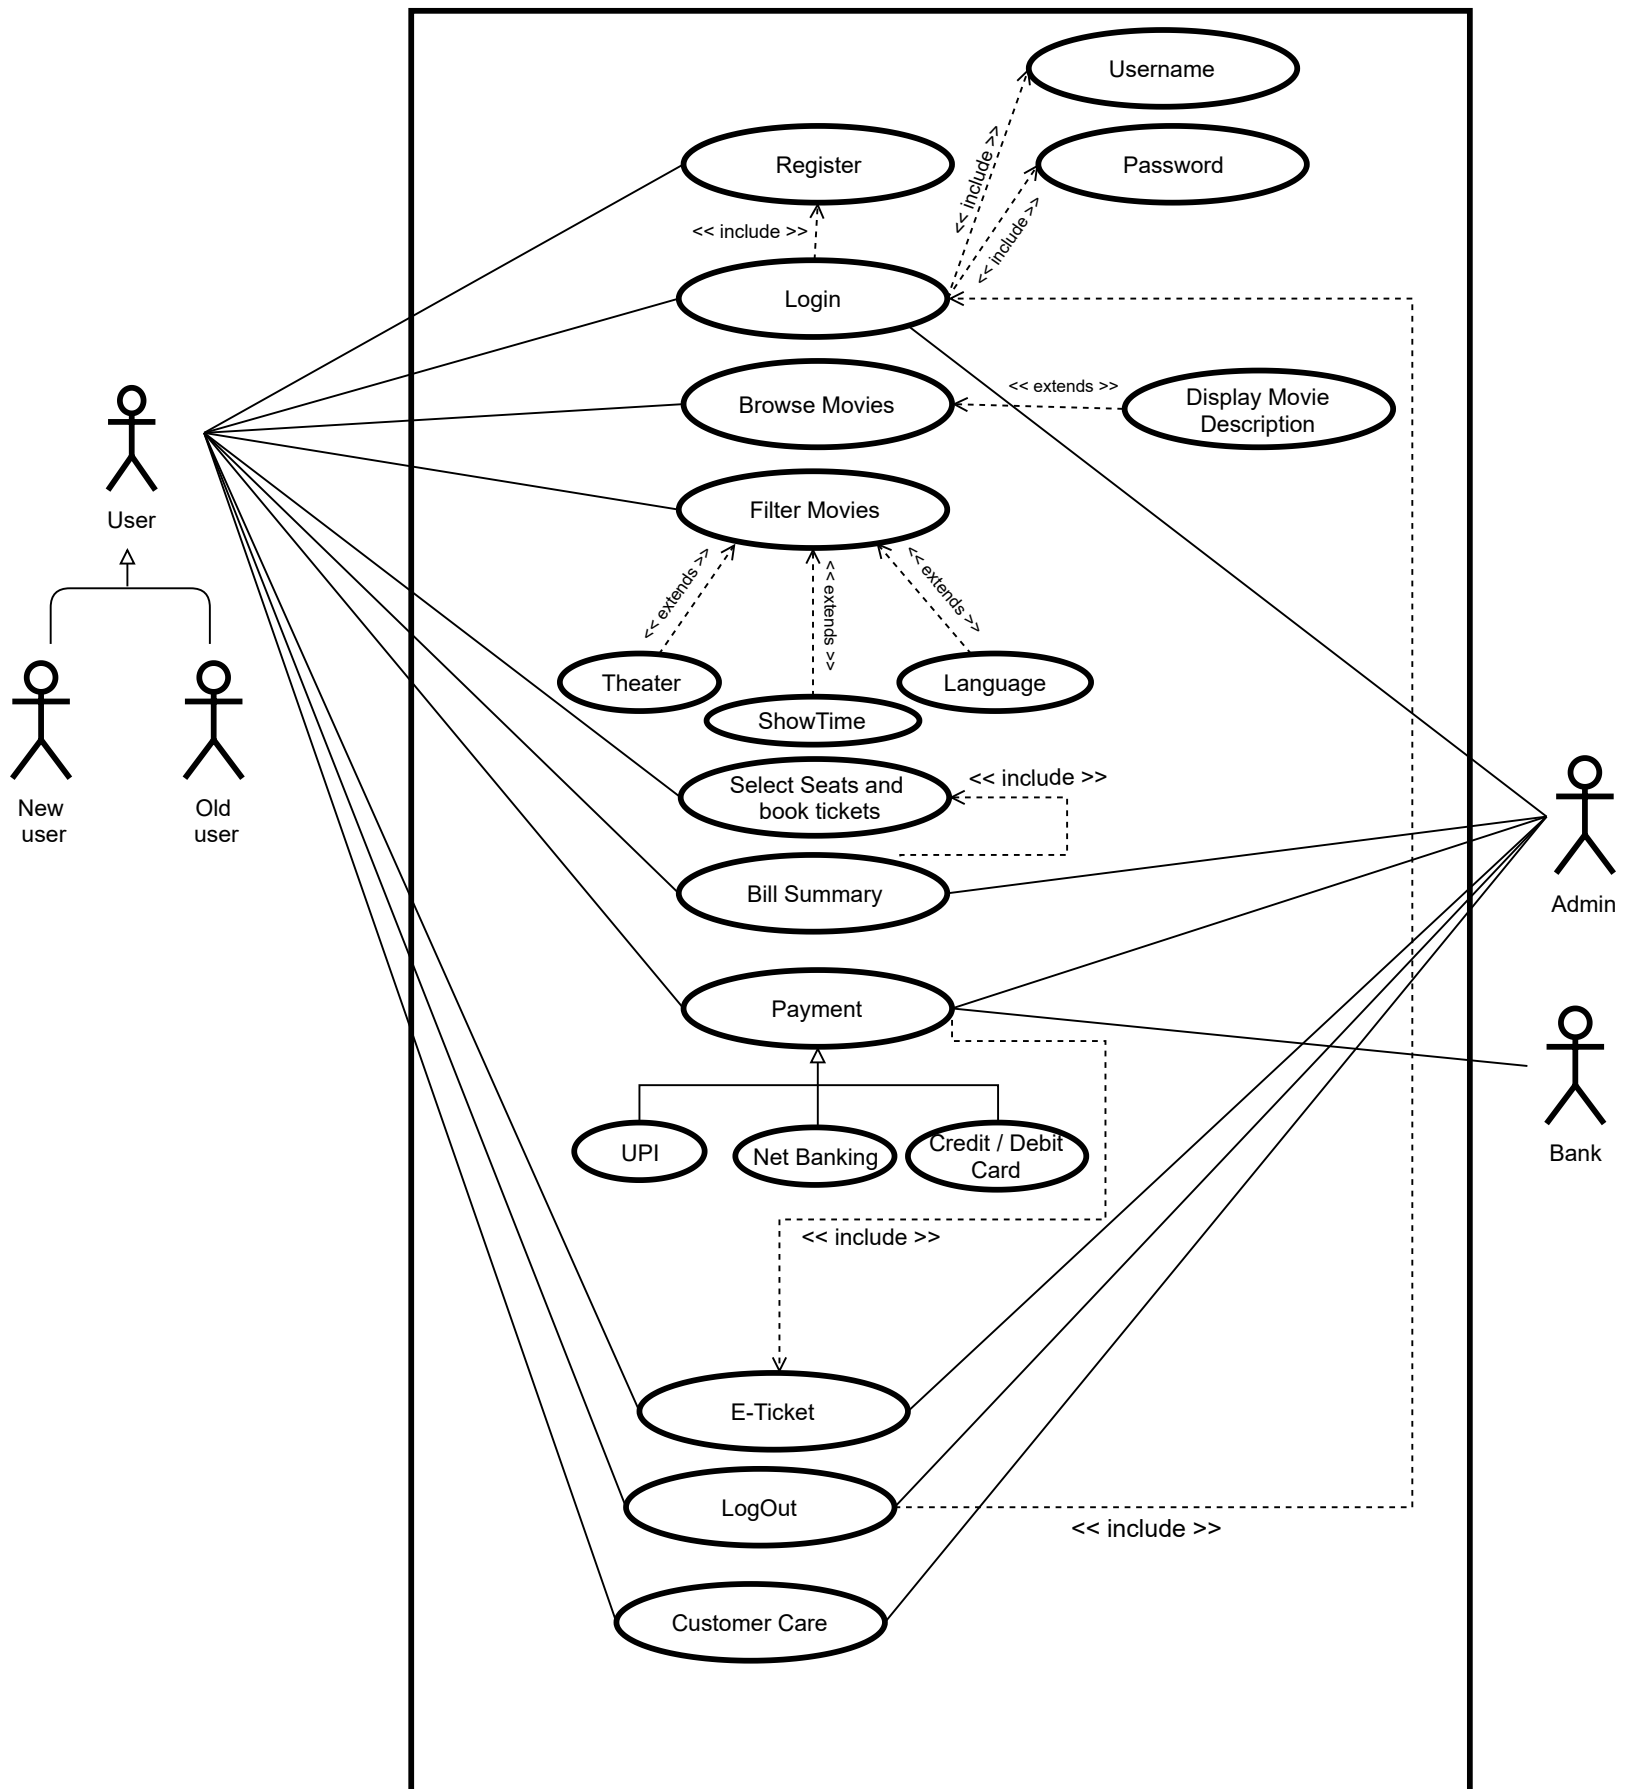 Username
Register
Password
<< include >>
<< include >>
<< include >>
Login
<< extends >>
Browse Movies
Display Movie
Description
Filter Movies
User
<< extends >>
<< extends >>
<< extends >>
Theater
Language
ShowTime
Select Seats and
book tickets
<< include >>
New
user
Old
user
Bill Summary
Admin
Payment
UPI
Net Banking
Credit / Debit
Card
Bank
<< include >>
E-Ticket
LogOut
<< include >>
Customer Care